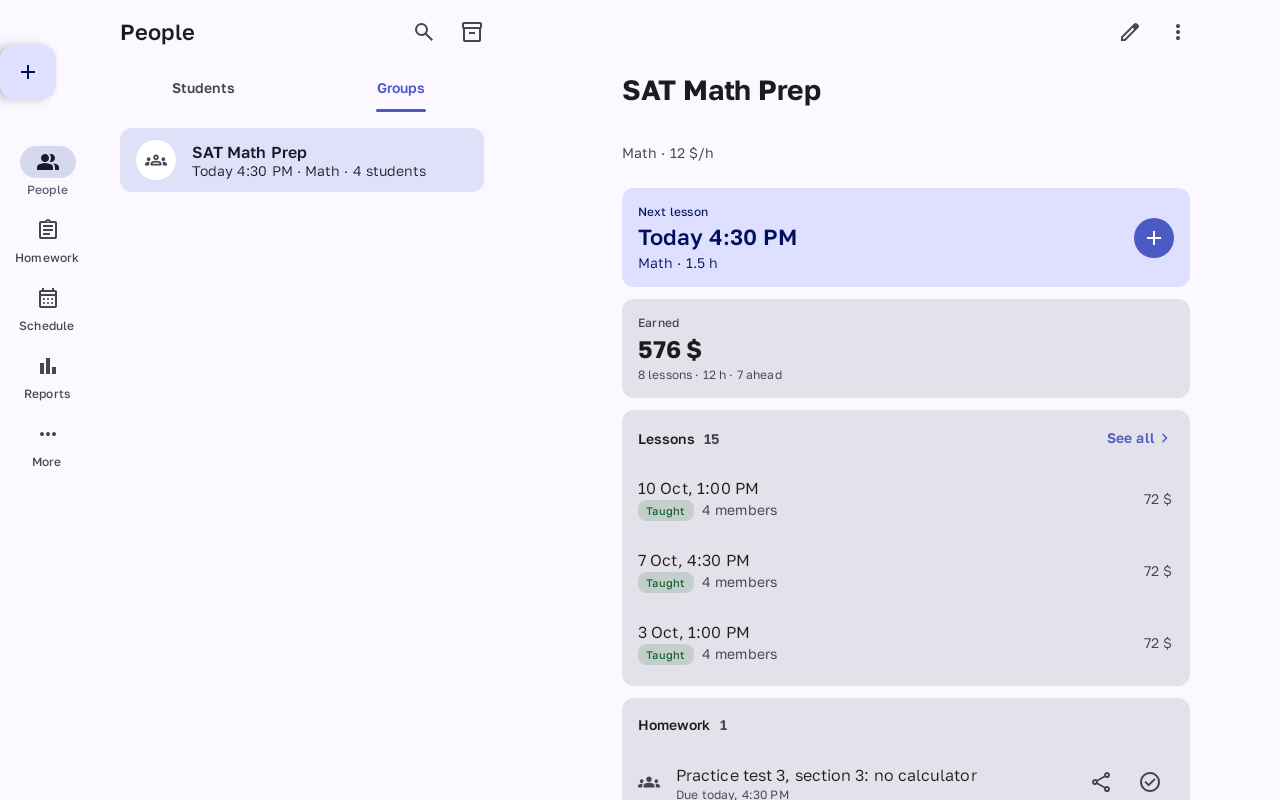 People
Students
Groups
SAT Math Prep
Today 4:30 PM · Math · 4 students
People
Homework
Schedule
Reports
More
SAT Math Prep
Math · 12 $/h
Next lesson
Today 4:30 PM
Math · 1.5 h
Earned
576 $
8 lessons · 12 h · 7 ahead
Lessons 15
See all
10 Oct, 1:00 PM
Taught 4 members
72 $
7 Oct, 4:30 PM
Taught 4 members
72 $
3 Oct, 1:00 PM
Taught 4 members
72 $
Homework 1
Practice test 3, section 3: no calculator
Due today, 4:30 PM